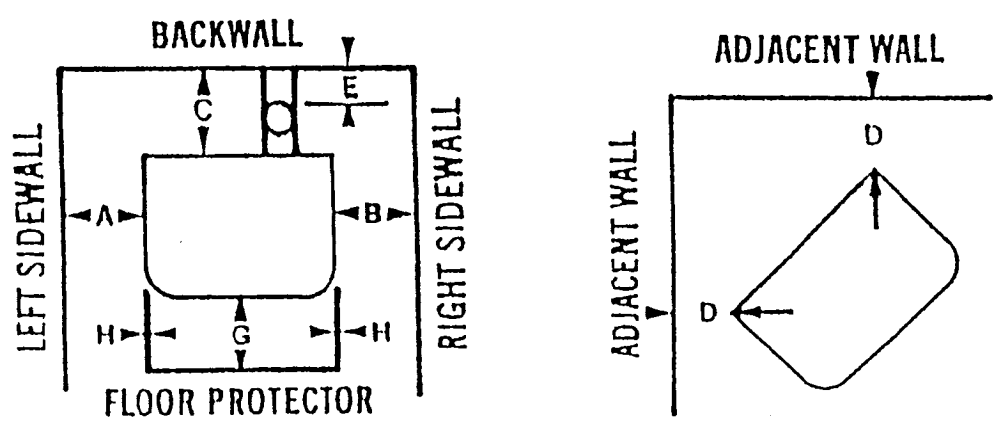 BACKWALL
E
C
LEFT SIDEWALL
A
B
RIGHT SIDEWALL
H
G
H
FLOOR PROTECTOR
ADJACENT WALL
D
ADJACENT WALL
D